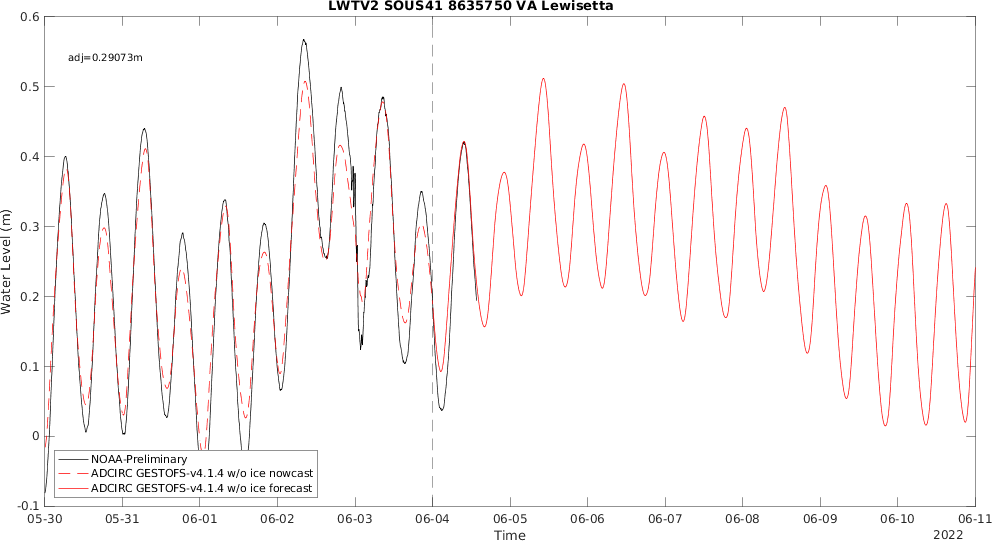 LWTV2 SOUS41 8635750 VA Lewisetta
adj=0.29073m
Water Level (m)
0.6
0.5
0.4
0.3
0.2
0.1
0
-0.1
NOAA-Preliminary
ADCIRC GESTOFS-v4.1.4 w/o ice nowcast
ADCIRC GESTOFS-v4.1.4 w/o ice forecast
05-30 05-31 06-01 06-02 06-03 06-04 06-05 06-06 06-07 06-08 06-09 06-10 06-11
Time
2022